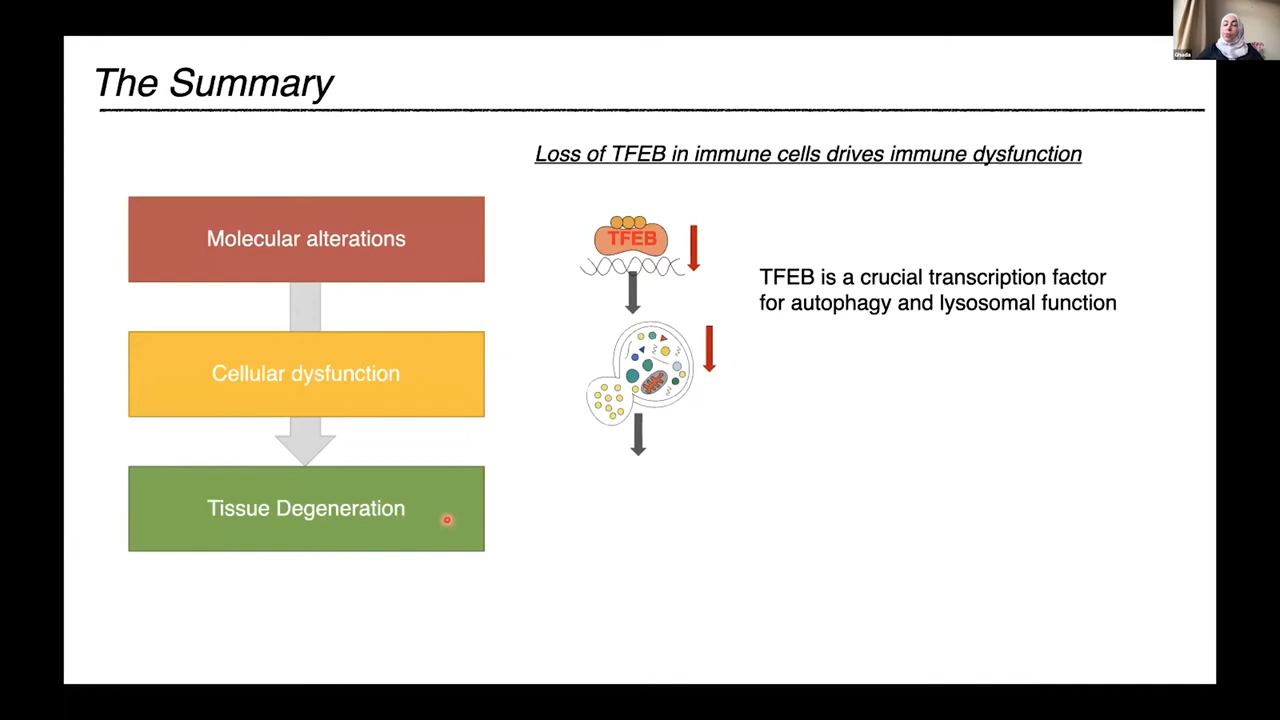 The Summary
Loss of TFEB in immune cells drives immune dysfunction
Molecular alterations
Cellular dysfunction
Tissue Degeneration
TFEB
TFEB is a crucial transcription factor
for autophagy and lysosomal function
Ghada